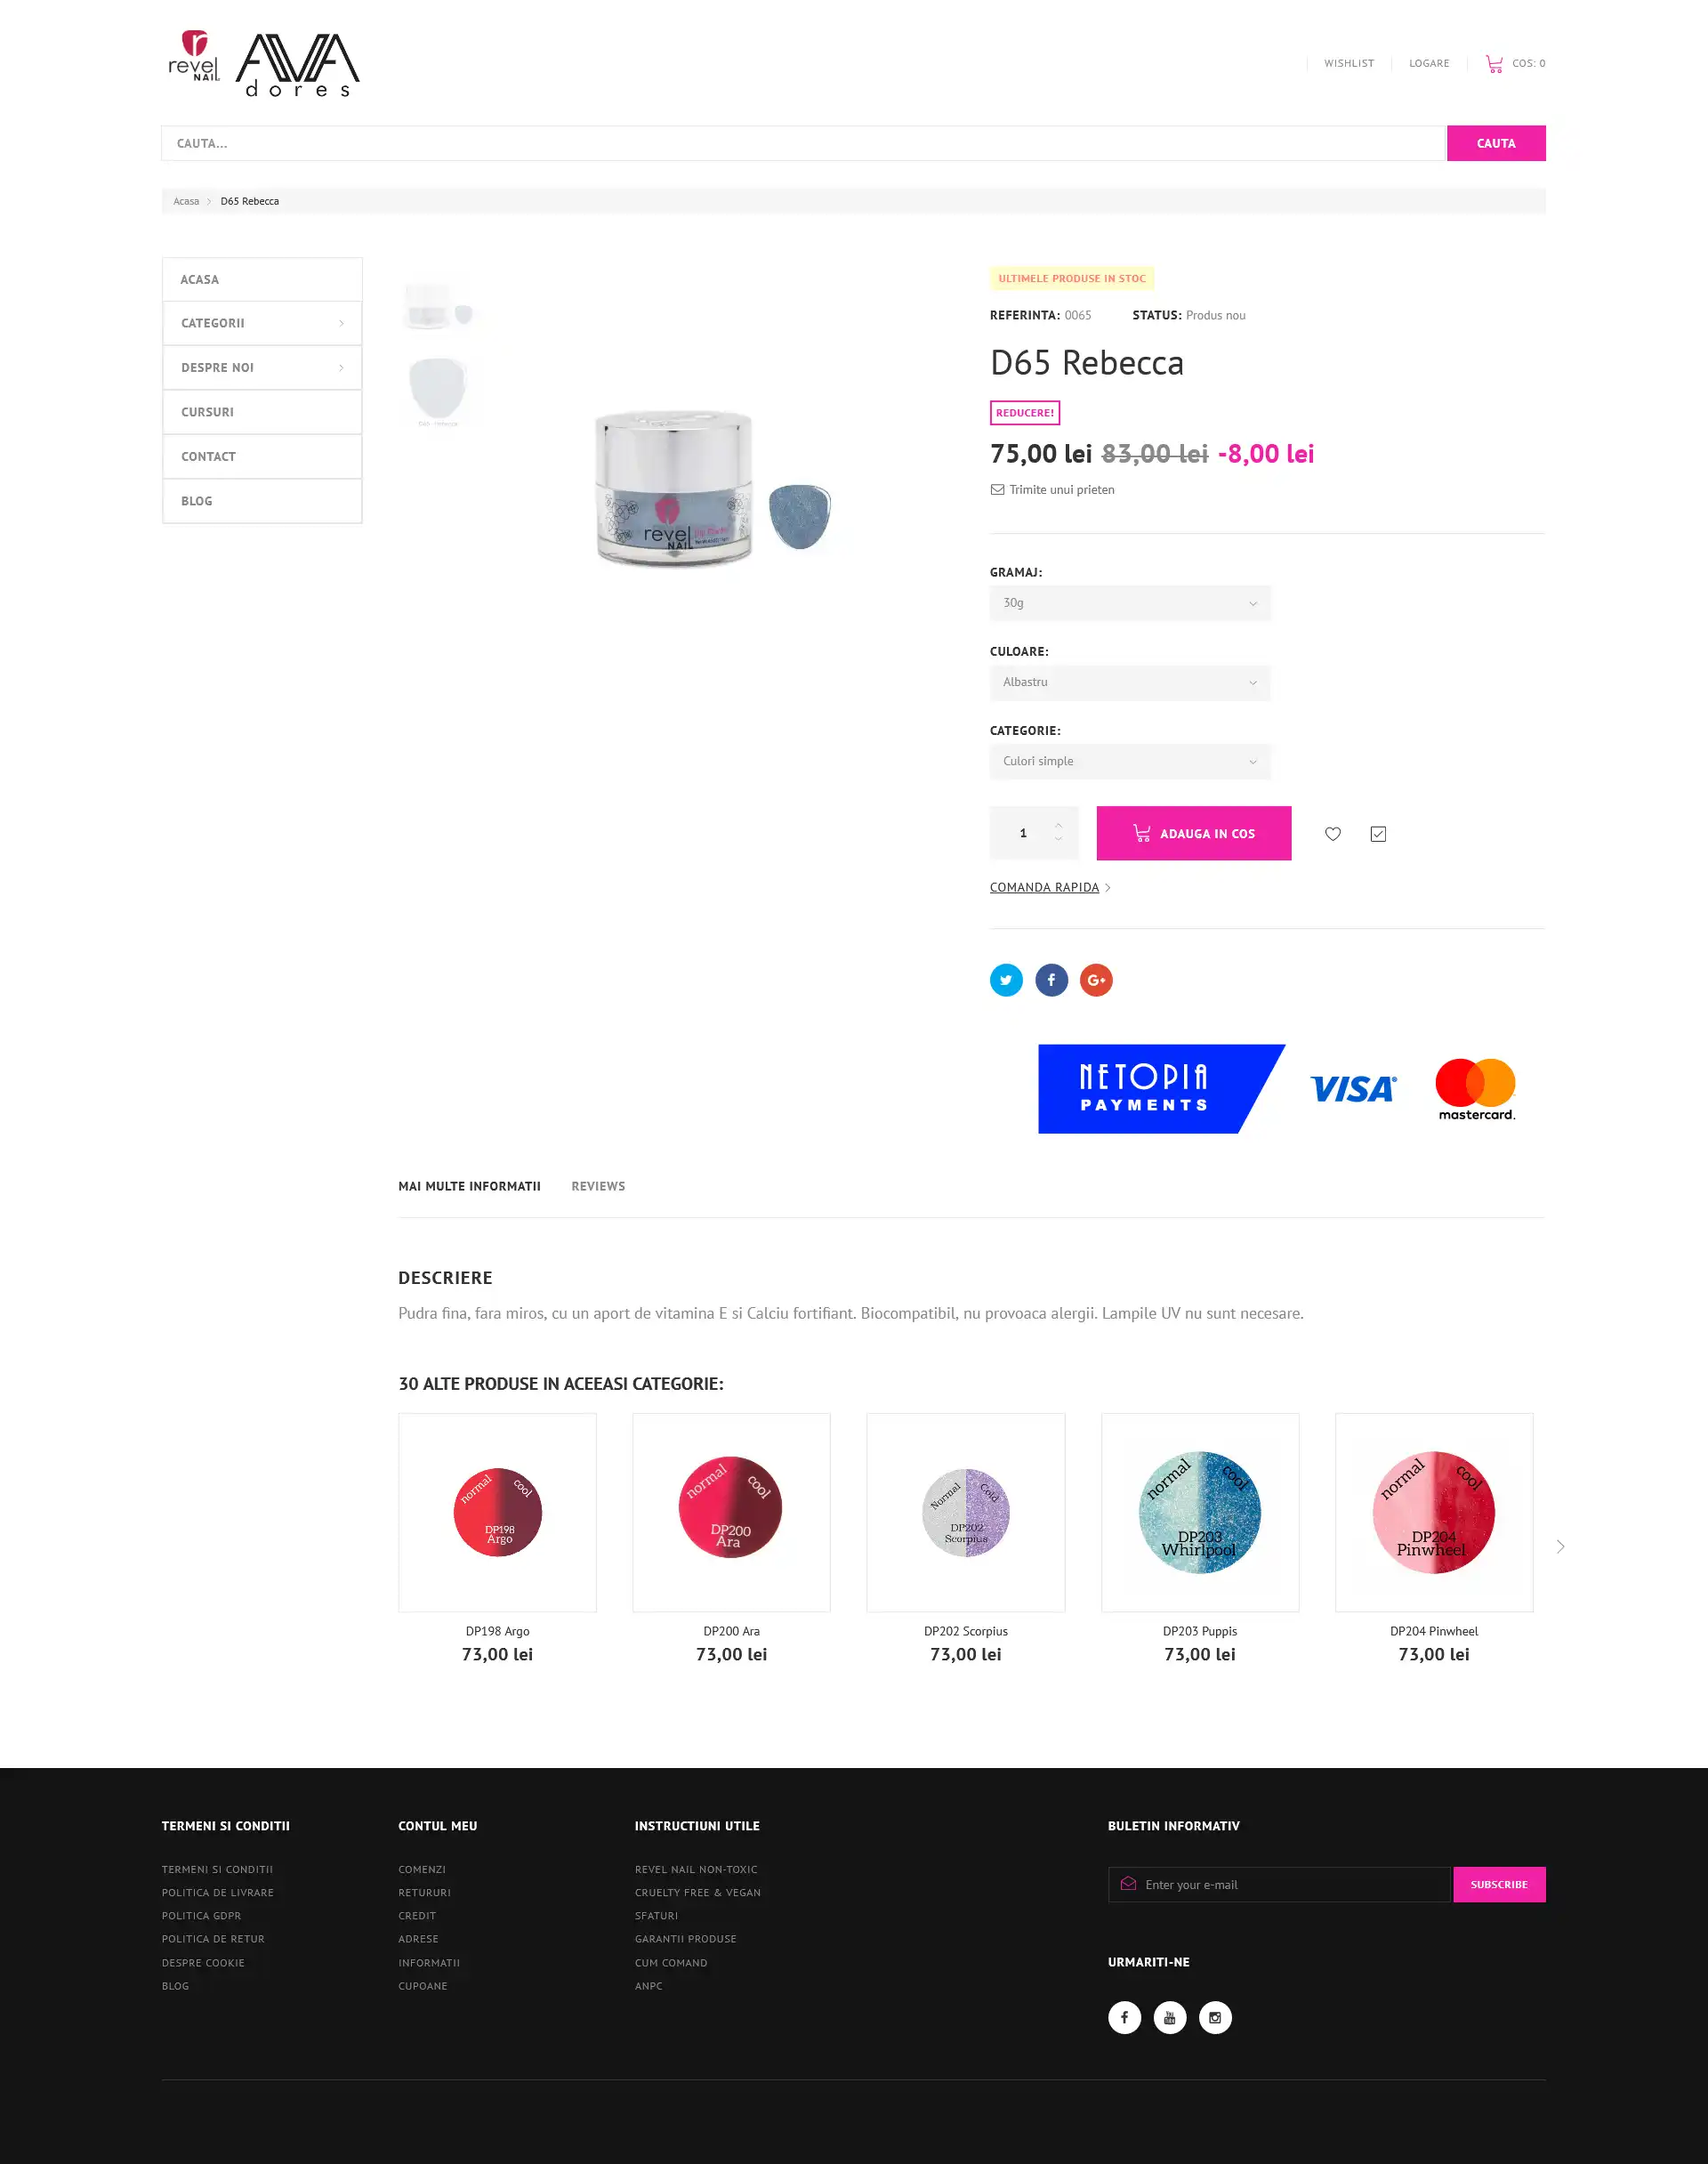 revel
NAIL
AVA
dores
WISHLIST
LOGARE
COS: 0
CAUTA...
CAUTA
Acasa
D65 Rebecca
ACASA
CATEGORII
DESPRE NOI
CURSURI
CONTACT
BLOG
revel
NAIL
ULTIMELE PRODUSE IN STOC
REFERINTA: 0065
STATUS: Produs nou
D65 Rebecca
REDUCERE!
75,00 lei 83,00 lei -8,00 lei
Trimite unui prieten
GRAMAJ:
30g
CULOARE:
Albastru
CATEGORIE:
Culori simple
1
ADAUGA IN COS
COMANDA RAPIDA
NETOPIA
PAYMENTS
VISA
mastercard.
MAI MULTE INFORMATII
REVIEWS
DESCRIERE
Pudra fina, fara miros, cu un aport de vitamina E si Calciu fortifiant. Biocompatibil, nu provoaca alergii. Lampile UV nu sunt necesare.
30 ALTE PRODUSE IN ACEEASI CATEGORIE:
normal cool
DP198
Argo
normal cool
DP200
Ara
Normal Cold
DP202
Scorpius
normal cool
DP203
Whirlpool
normal cool
DP204
Pinwheel
DP198 Argo
73,00 lei
DP200 Ara
73,00 lei
DP202 Scorpius
73,00 lei
DP203 Puppis
73,00 lei
DP204 Pinwheel
73,00 lei
TERMENI SI CONDITII
TERMENI SI CONDITII
POLITICA DE LIVRARE
POLITICA GDPR
POLITICA DE RETUR
DESPRE COOKIE
BLOG
CONTUL MEU
COMENZI
RETURURI
CREDIT
ADRESE
INFORMATII
CUPOANE
INSTRUCTIUNI UTILE
REVEL NAIL NON-TOXIC
CRUELTY FREE & VEGAN
SFATURI
GARANTII PRODUSE
CUM COMAND
ANPC
BULETIN INFORMATIV
Enter your e-mail
SUBSCRIBE
URMARITI-NE